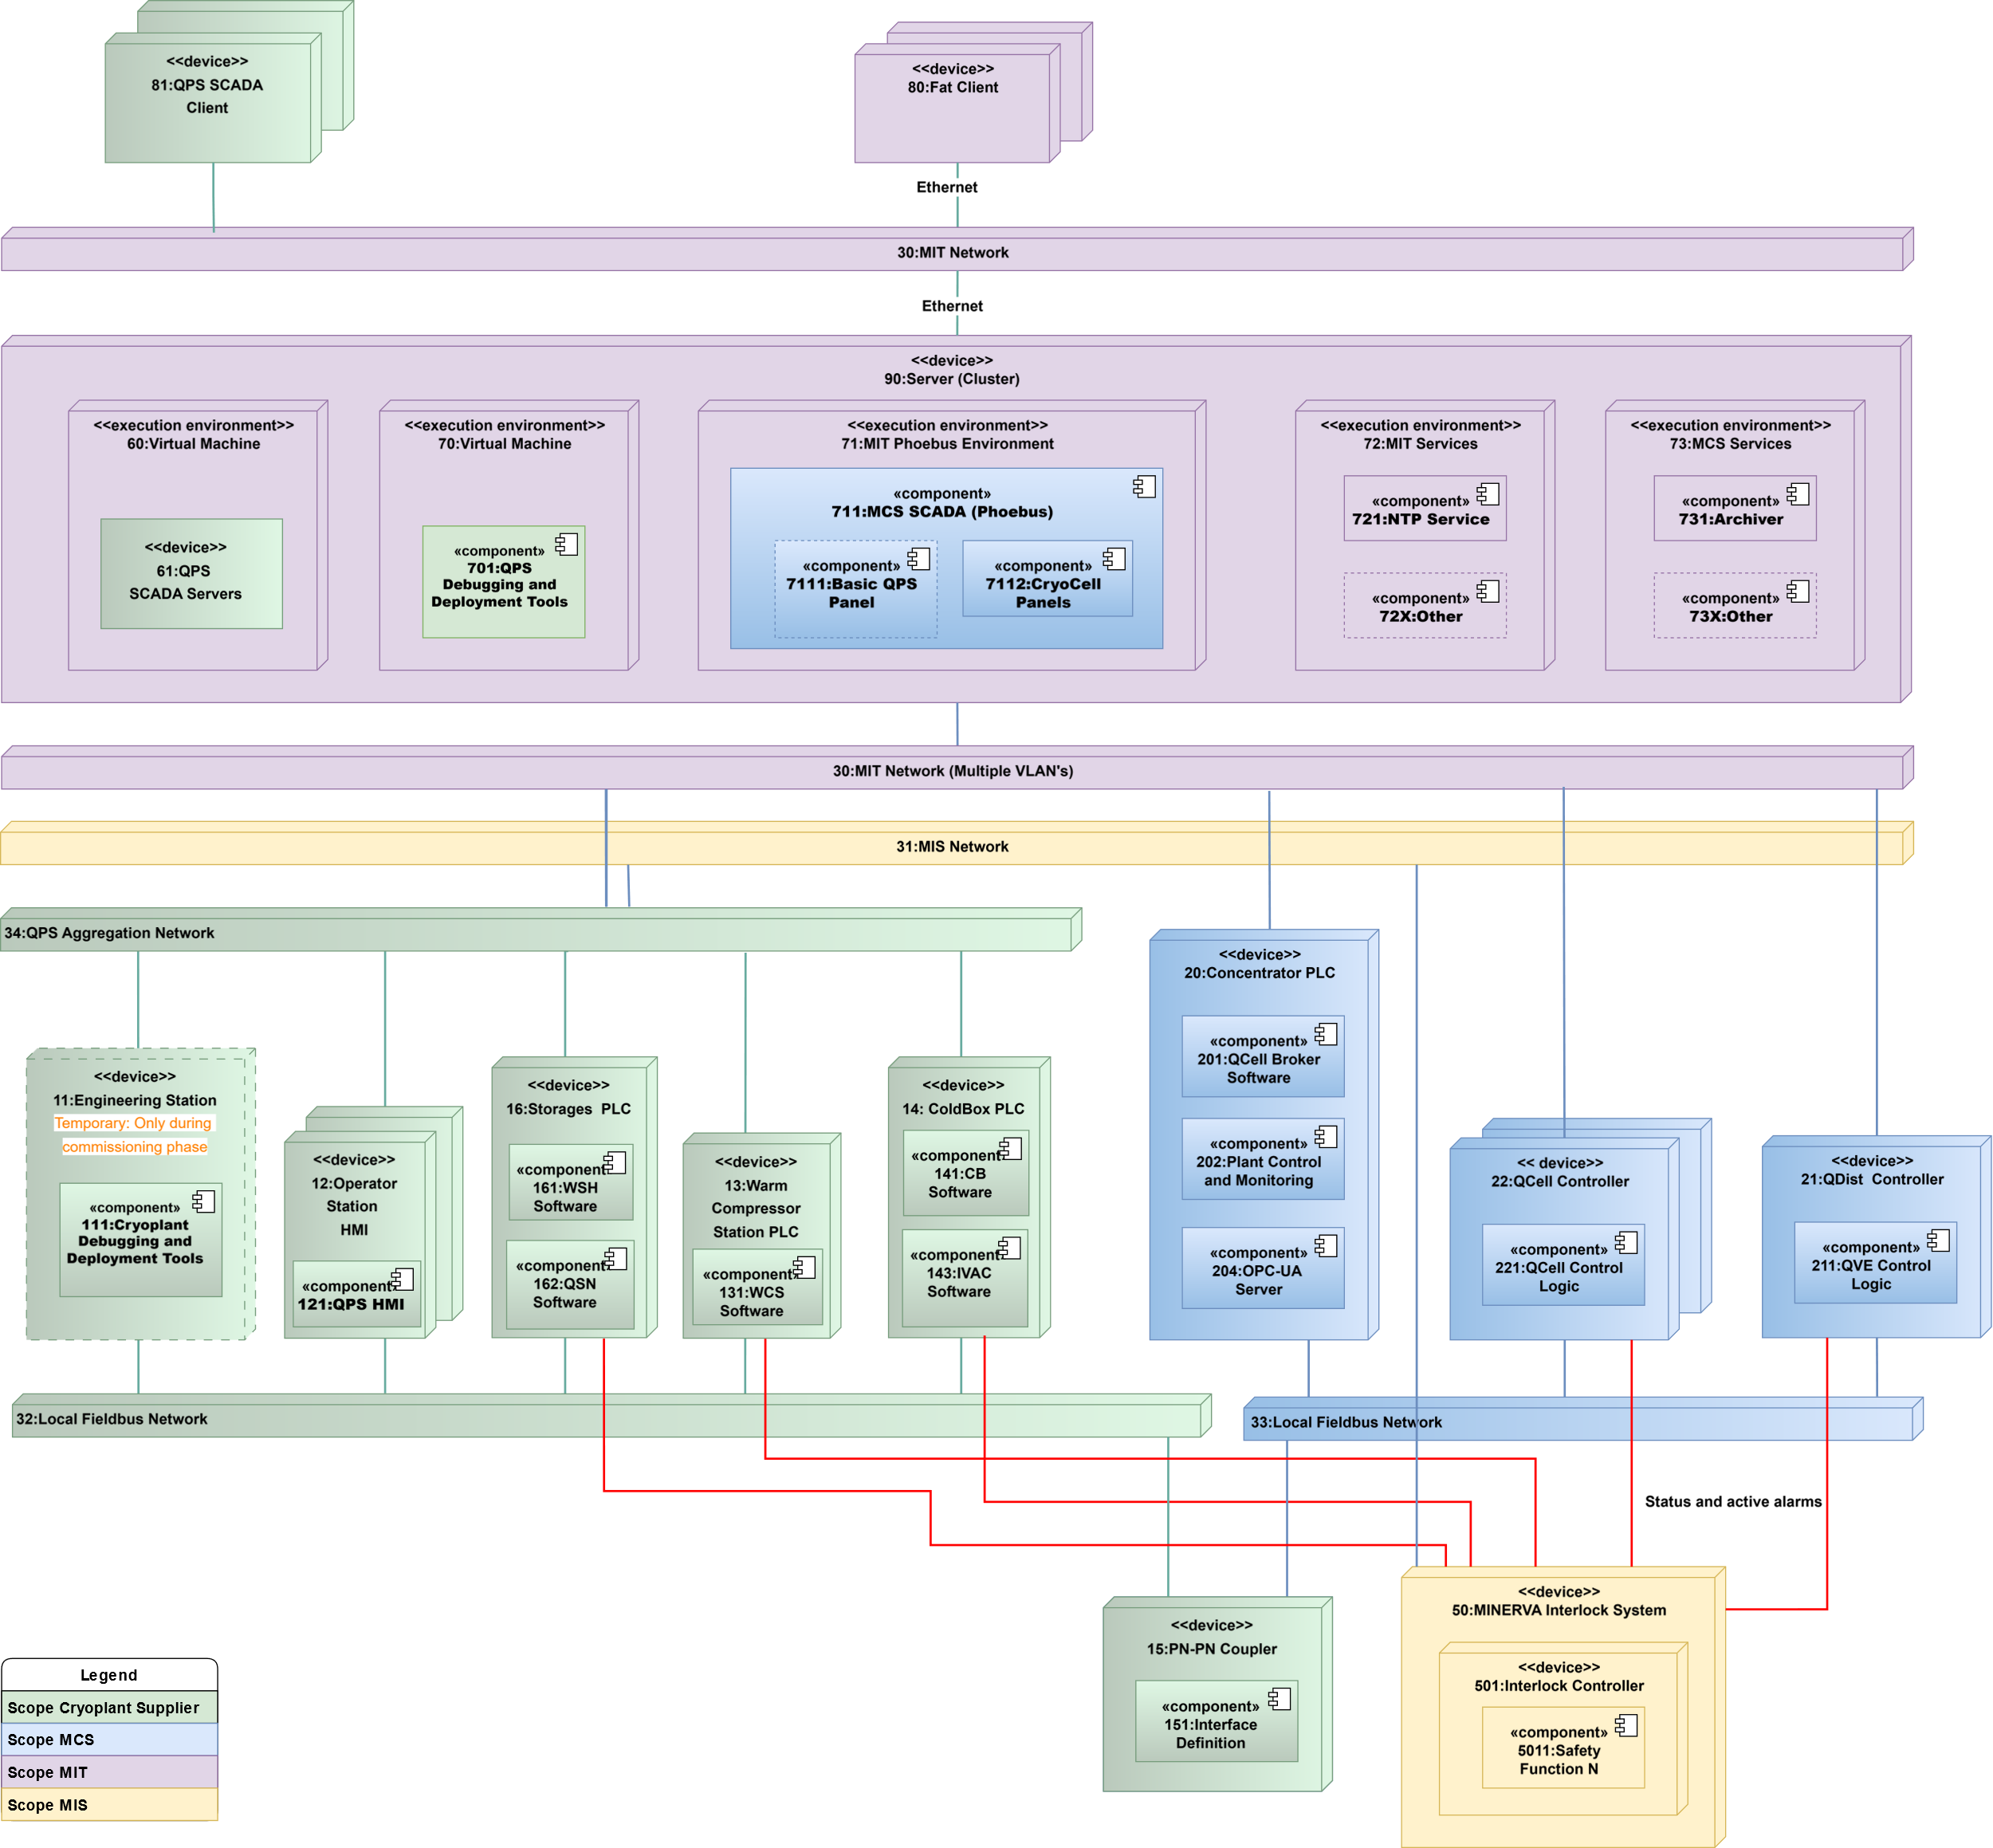 <<device>>
81:QPS SCADA
Client
<<device>>
80:Fat Client
Ethernet
30:MIT Network
Ethernet
<<device>>
90:Server (Cluster)
<<execution environment>>
60:Virtual Machine
<<device>>
61:QPS
SCADA Servers
<<execution environment>>
70:Virtual Machine
«component»
701:QPS
Debugging and
Deployment Tools
<<execution environment>>
71:MIT Phoebus Environment
«component»
711:MCS SCADA (Phoebus)
«component»
7111:Basic QPS
Panel
«component»
7112:CryoCell
Panels
<<execution environment>>
72:MIT Services
«component»
721:NTP Service
«component»
72X:Other
<<execution environment>>
73:MCS Services
«component»
731:Archiver
«component»
73X:Other
30:MIT Network (Multiple VLAN's)
31:MIS Network
34:QPS Aggregation Network
<<device>>
11:Engineering Station
Temporary: Only during
commissioning phase
«component»
111:Cryoplant
Debugging and
Deployment Tools
<<device>>
12:Operator
Station
HMI
«component»
121:QPS HMI
<<device>>
16:Storages PLC
«component»
161:WSH
Software
«component»
162:QSN
Software
<<device>>
13:Warm
Compressor
Station PLC
«component»
131:WCS
Software
<<device>>
14: ColdBox PLC
«component»
141:CB
Software
«component»
143:IVAC
Software
<<device>>
20:Concentrator PLC
«component»
201:QCell Broker
Software
«component»
202:Plant Control
and Monitoring
«component»
204:OPC-UA
Server
<< device>>
22:QCell Controller
«component»
221:QCell Control
Logic
<<device>>
21:QDist Controller
«component»
211:QVE Control
Logic
32:Local Fieldbus Network
33:Local Fieldbus Network
Status and active alarms
<<device>>
15:PN-PN Coupler
«component»
151:Interface
Definition
<<device>>
50:MINERVA Interlock System
<<device>>
501:Interlock Controller
«component»
5011:Safety
Function N
Legend
Scope Cryoplant Supplier
Scope MCS
Scope MIT
Scope MIS